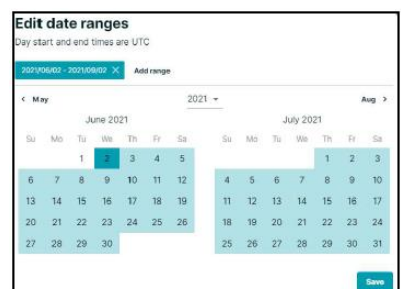 Edit date ranges
Day start and end times are UTC
2021/06/02 - 2021/09/02 × Add range
< May 2021 Aug >
June 2021 July 2021
Su Mo Tu We Th Fr Sa Su Mo Tu We Th Fr Sa
1 2 3 4 5 1 2 3
6 7 8 9 10 11 12 4 5 6 7 8 9 10
13 14 15 16 17 18 19 11 12 13 14 15 16 17
20 21 22 23 24 25 26 18 19 20 21 22 23 24
27 28 29 30 25 26 27 28 29 30 31
Save